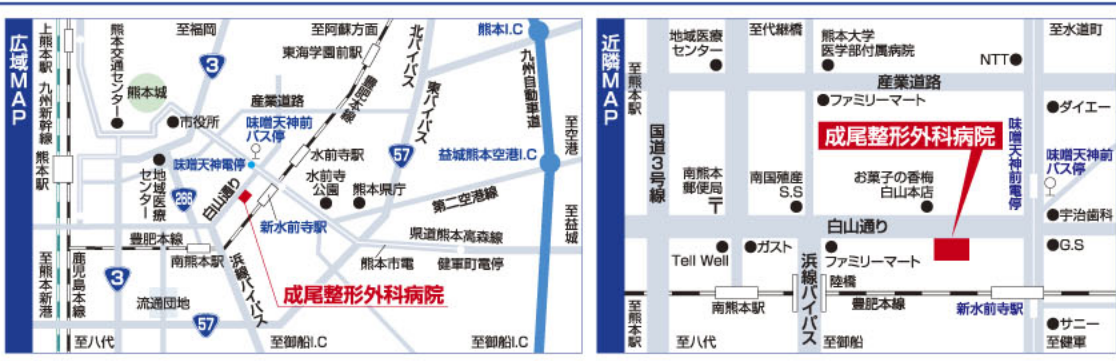 広域MAP
上熊本駅
九州新幹線
熊本駅
至熊本新港
鹿児島本線
熊本交通センター
至福岡
3
熊本城
市役所
地域医療センター
266
産業道路
味噌天神前
バス停
味噌天神電停
白山通り
至阿蘇方面
東海学園前駅
豊肥本線
水前寺駅
水前寺
公園
熊本県庁
新水前寺駅
北バイパス
東バイパス
57
熊本I.C
九州自動車道
益城熊本空港I.C
至空港
第二空港線
県道熊本高森線
熊本市電
健軍町電停
至益城
豊肥本線
南熊本駅
浜線バイパス
成尾整形外科病院
3
流通団地
57
至八代
至御船I.C
至御船I.C
近隣MAP
至熊本駅
地域医療
センター
至代継橋
熊本大学
医学部付属病院
NTT
至水道町
産業道路
ファミリーマート
ダイエー
成尾整形外科病院
国道3号線
味噌天神前電停
味噌天神前
バス停
南熊本
郵便局
〒
南国殖産
S.S
お菓子の香梅
白山本店
宇治歯科
白山通り
Tell Well
ガスト
ファミリーマート
G.S
浜線バイパス
陸橋
南熊本駅
豊肥本線
新水前寺駅
サニー
至熊本駅
至八代
至御船
至健軍